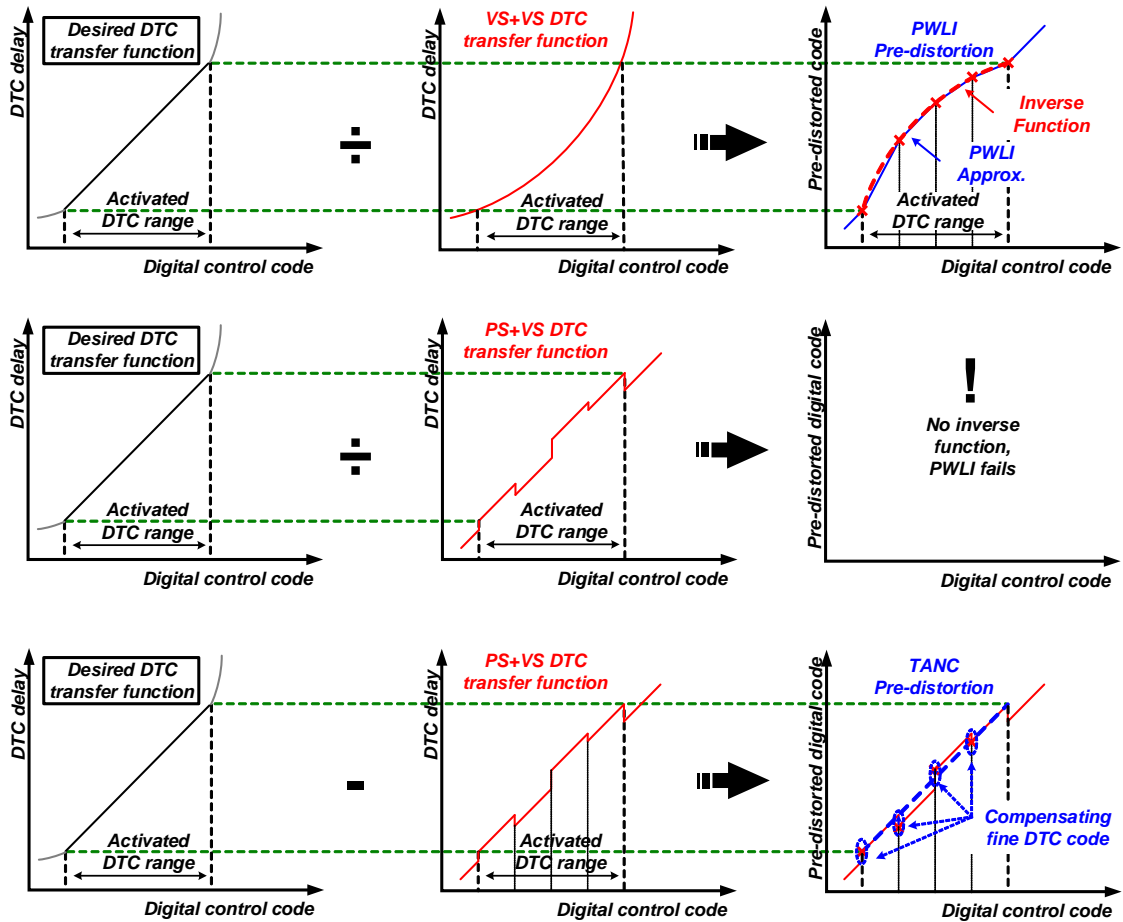 Desired DTC
transfer function
DTC delay
Activated
DTC range
Digital control code
÷
VS+VS DTC
transfer function
DTC delay
Activated
DTC range
Digital control code
PWLI
Pre-distortion
Pre-distorted code
Inverse
Function
PWLI
Approx.
Activated
DTC range
Digital control code
Desired DTC
transfer function
DTC delay
Activated
DTC range
Digital control code
÷
PS+VS DTC
transfer function
DTC delay
Activated
DTC range
Digital control code
Pre-distorted digital code
!
No inverse
function,
PWLI fails
Digital control code
Desired DTC
transfer function
DTC delay
Activated
DTC range
Digital control code
-
PS+VS DTC
transfer function
DTC delay
Activated
DTC range
Digital control code
TANC
Pre-distortion
Pre-distorted digital code
Compensating
fine DTC code
Digital control code